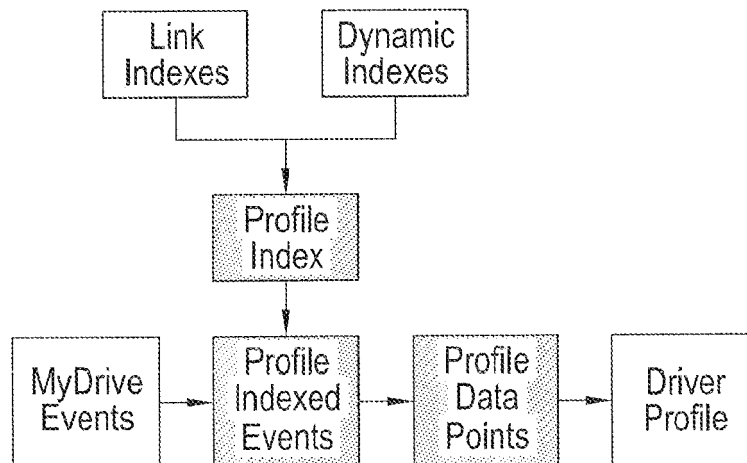 Link
Indexes
Dynamic
Indexes
Profile
Index
MyDrive
Events
Profile
Indexed
Events
Profile
Data
Points
Driver
Profile